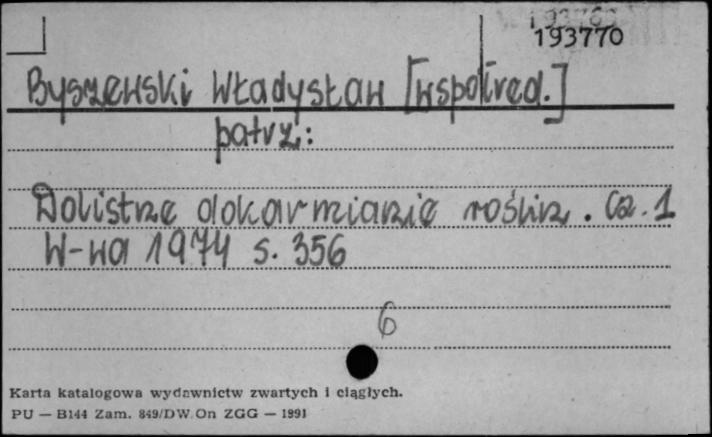 193770
Byszewski Władysław [współred.]
patrz:
Dolistne dokarmianie roślin. Cz. 1
W-wa 1974 s. 356
6
Karta katalogowa wydawnictw zwartych i ciągłych.
PU — B144 Zam. 849/DW/On ZGG — 1991